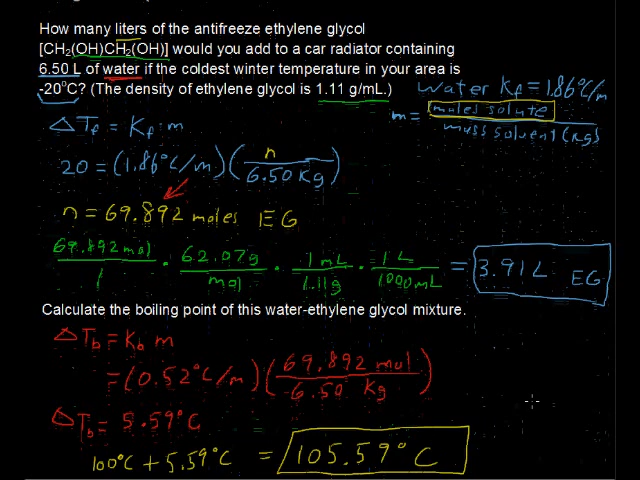 How many liters of the antifreeze ethylene glycol
[CH₂(OH)CH₂(OH)] would you add to a car radiator containing
6.50 L of water if the coldest winter temperature in your area is
-20°C? (The density of ethylene glycol is 1.11 g/mL.)
water Kf = 1.86°C/m
m = moles solute / mass solvent (kg)
ΔTf = Kf · m
20 = (1.86°C/m) (n / 6.50 Kg)
n = 69.892 moles EG
69.892 mol / 1 · 62.07g / mol · 1 mL / 1.11g · 1 L / 1000 mL = 3.91 L EG
Calculate the boiling point of this water-ethylene glycol mixture.
ΔTb = Kb m
= (0.52°C/m) (69.892 mol / 6.50 Kg)
ΔTb = 5.59°C
100°C + 5.59°C = 105.59°C